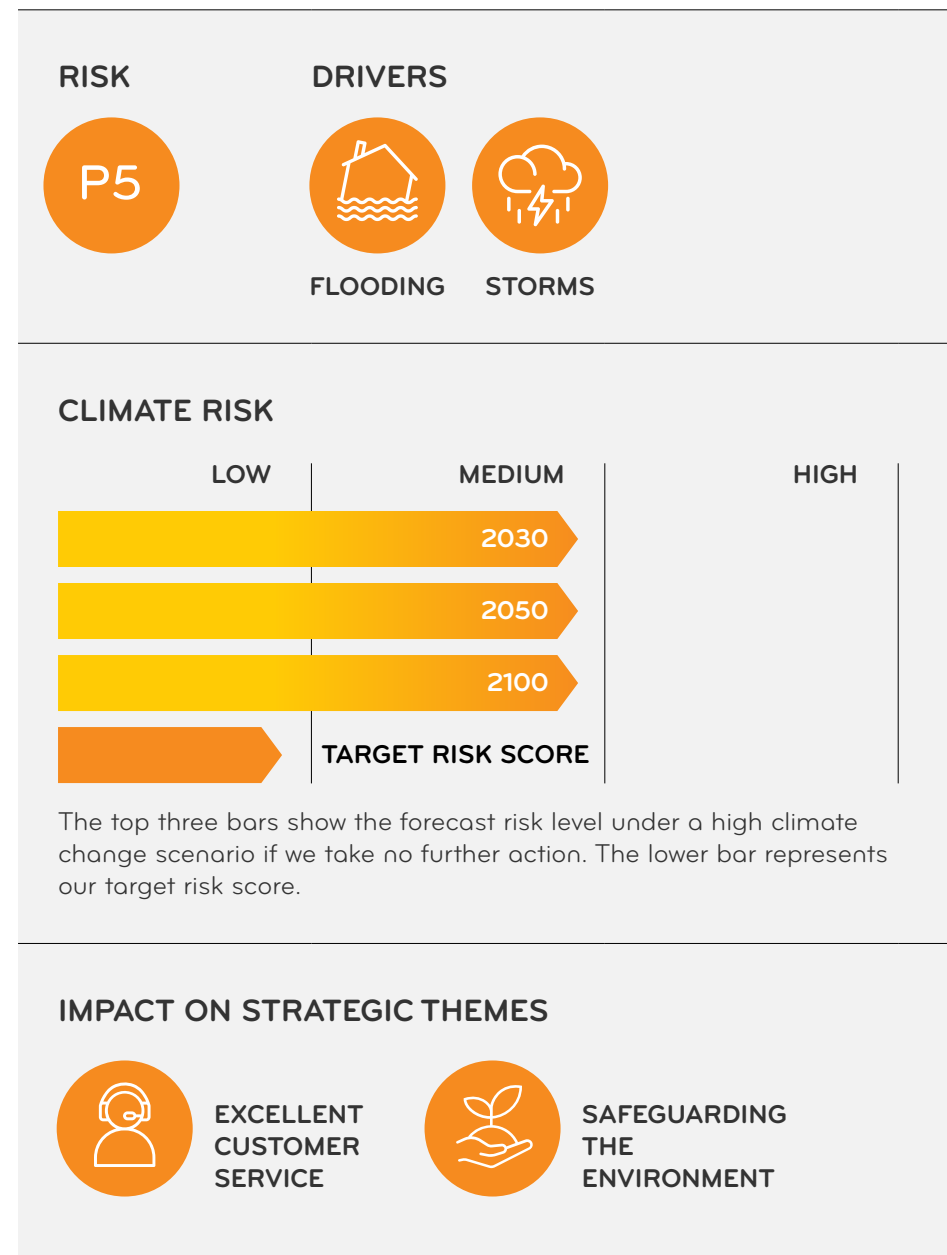 RISK
DRIVERS
P5
FLOODING
STORMS
CLIMATE RISK
LOW
MEDIUM
HIGH
2030
2050
2100
TARGET RISK SCORE
The top three bars show the forecast risk level under a high climate
change scenario if we take no further action. The lower bar represents
our target risk score.
IMPACT ON STRATEGIC THEMES
EXCELLENT
CUSTOMER
SERVICE
SAFEGUARDING
THE
ENVIRONMENT